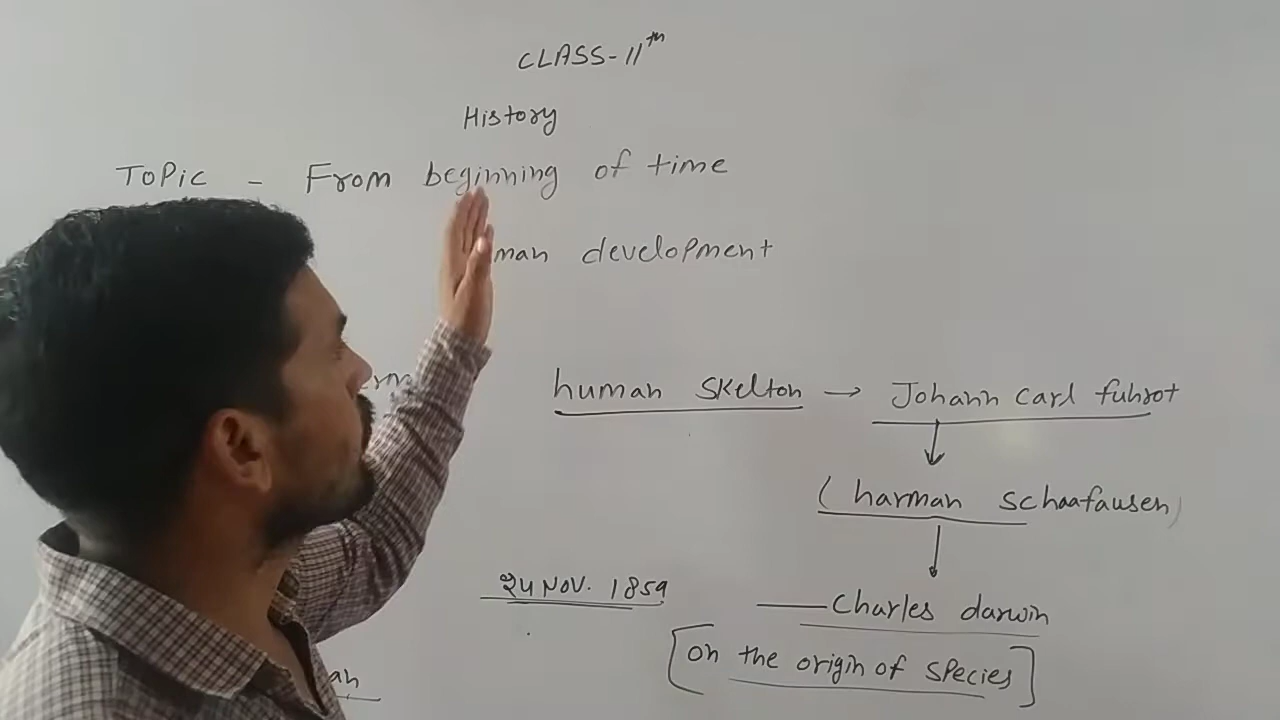 CLASS-11th
History
Topic - From beginning of time
man development
human skelton → Johann Carl fuhrot
(harman schaafausen)
24 Nov. 1859
Charles darwin
[on the origin of species]